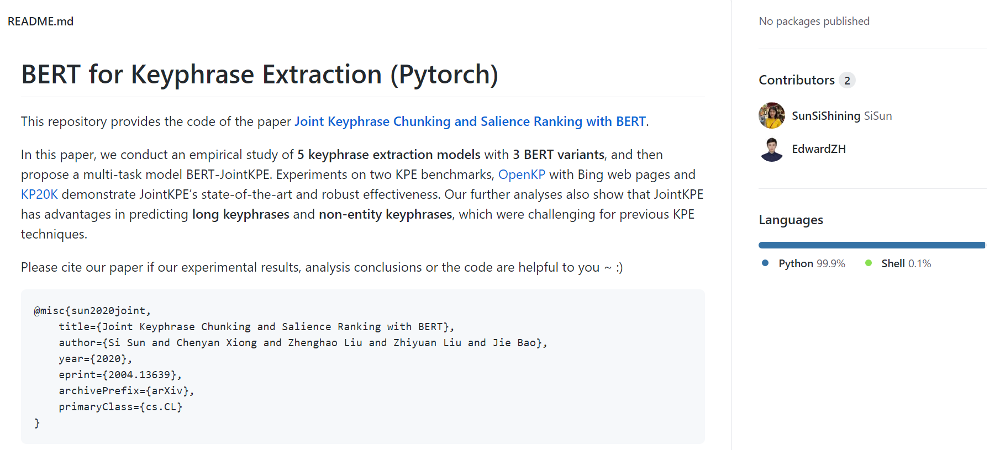 README.md
BERT for Keyphrase Extraction (Pytorch)
This repository provides the code of the paper Joint Keyphrase Chunking and Salience Ranking with BERT.
In this paper, we conduct an empirical study of 5 keyphrase extraction models with 3 BERT variants, and then
propose a multi-task model BERT-JointKPE. Experiments on two KPE benchmarks, OpenKP with Bing web pages and
KP20K demonstrate JointKPE’s state-of-the-art and robust effectiveness. Our further analyses also show that JointKPE
has advantages in predicting long keyphrases and non-entity keyphrases, which were challenging for previous KPE
techniques.
Please cite our paper if our experimental results, analysis conclusions or the code are helpful to you ~ :)
@misc{sun2020joint,
    title={Joint Keyphrase Chunking and Salience Ranking with BERT},
    author={Si Sun and Chenyan Xiong and Zhenghao Liu and Zhiyuan Liu and Jie Bao},
    year={2020},
    eprint={2004.13639},
    archivePrefix={arXiv},
    primaryClass={cs.CL}
}
No packages published
Contributors 2
SunSiShining SiSun
EdwardZH
Languages
Python 99.9% Shell 0.1%